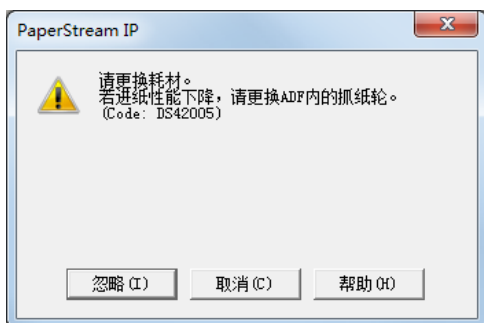 PaperStream IP
请更换耗材。
若进纸性能下降，请更换ADF内的抓纸轮。
(Code: DS42005)
忽略(I)
取消(C)
帮助(H)